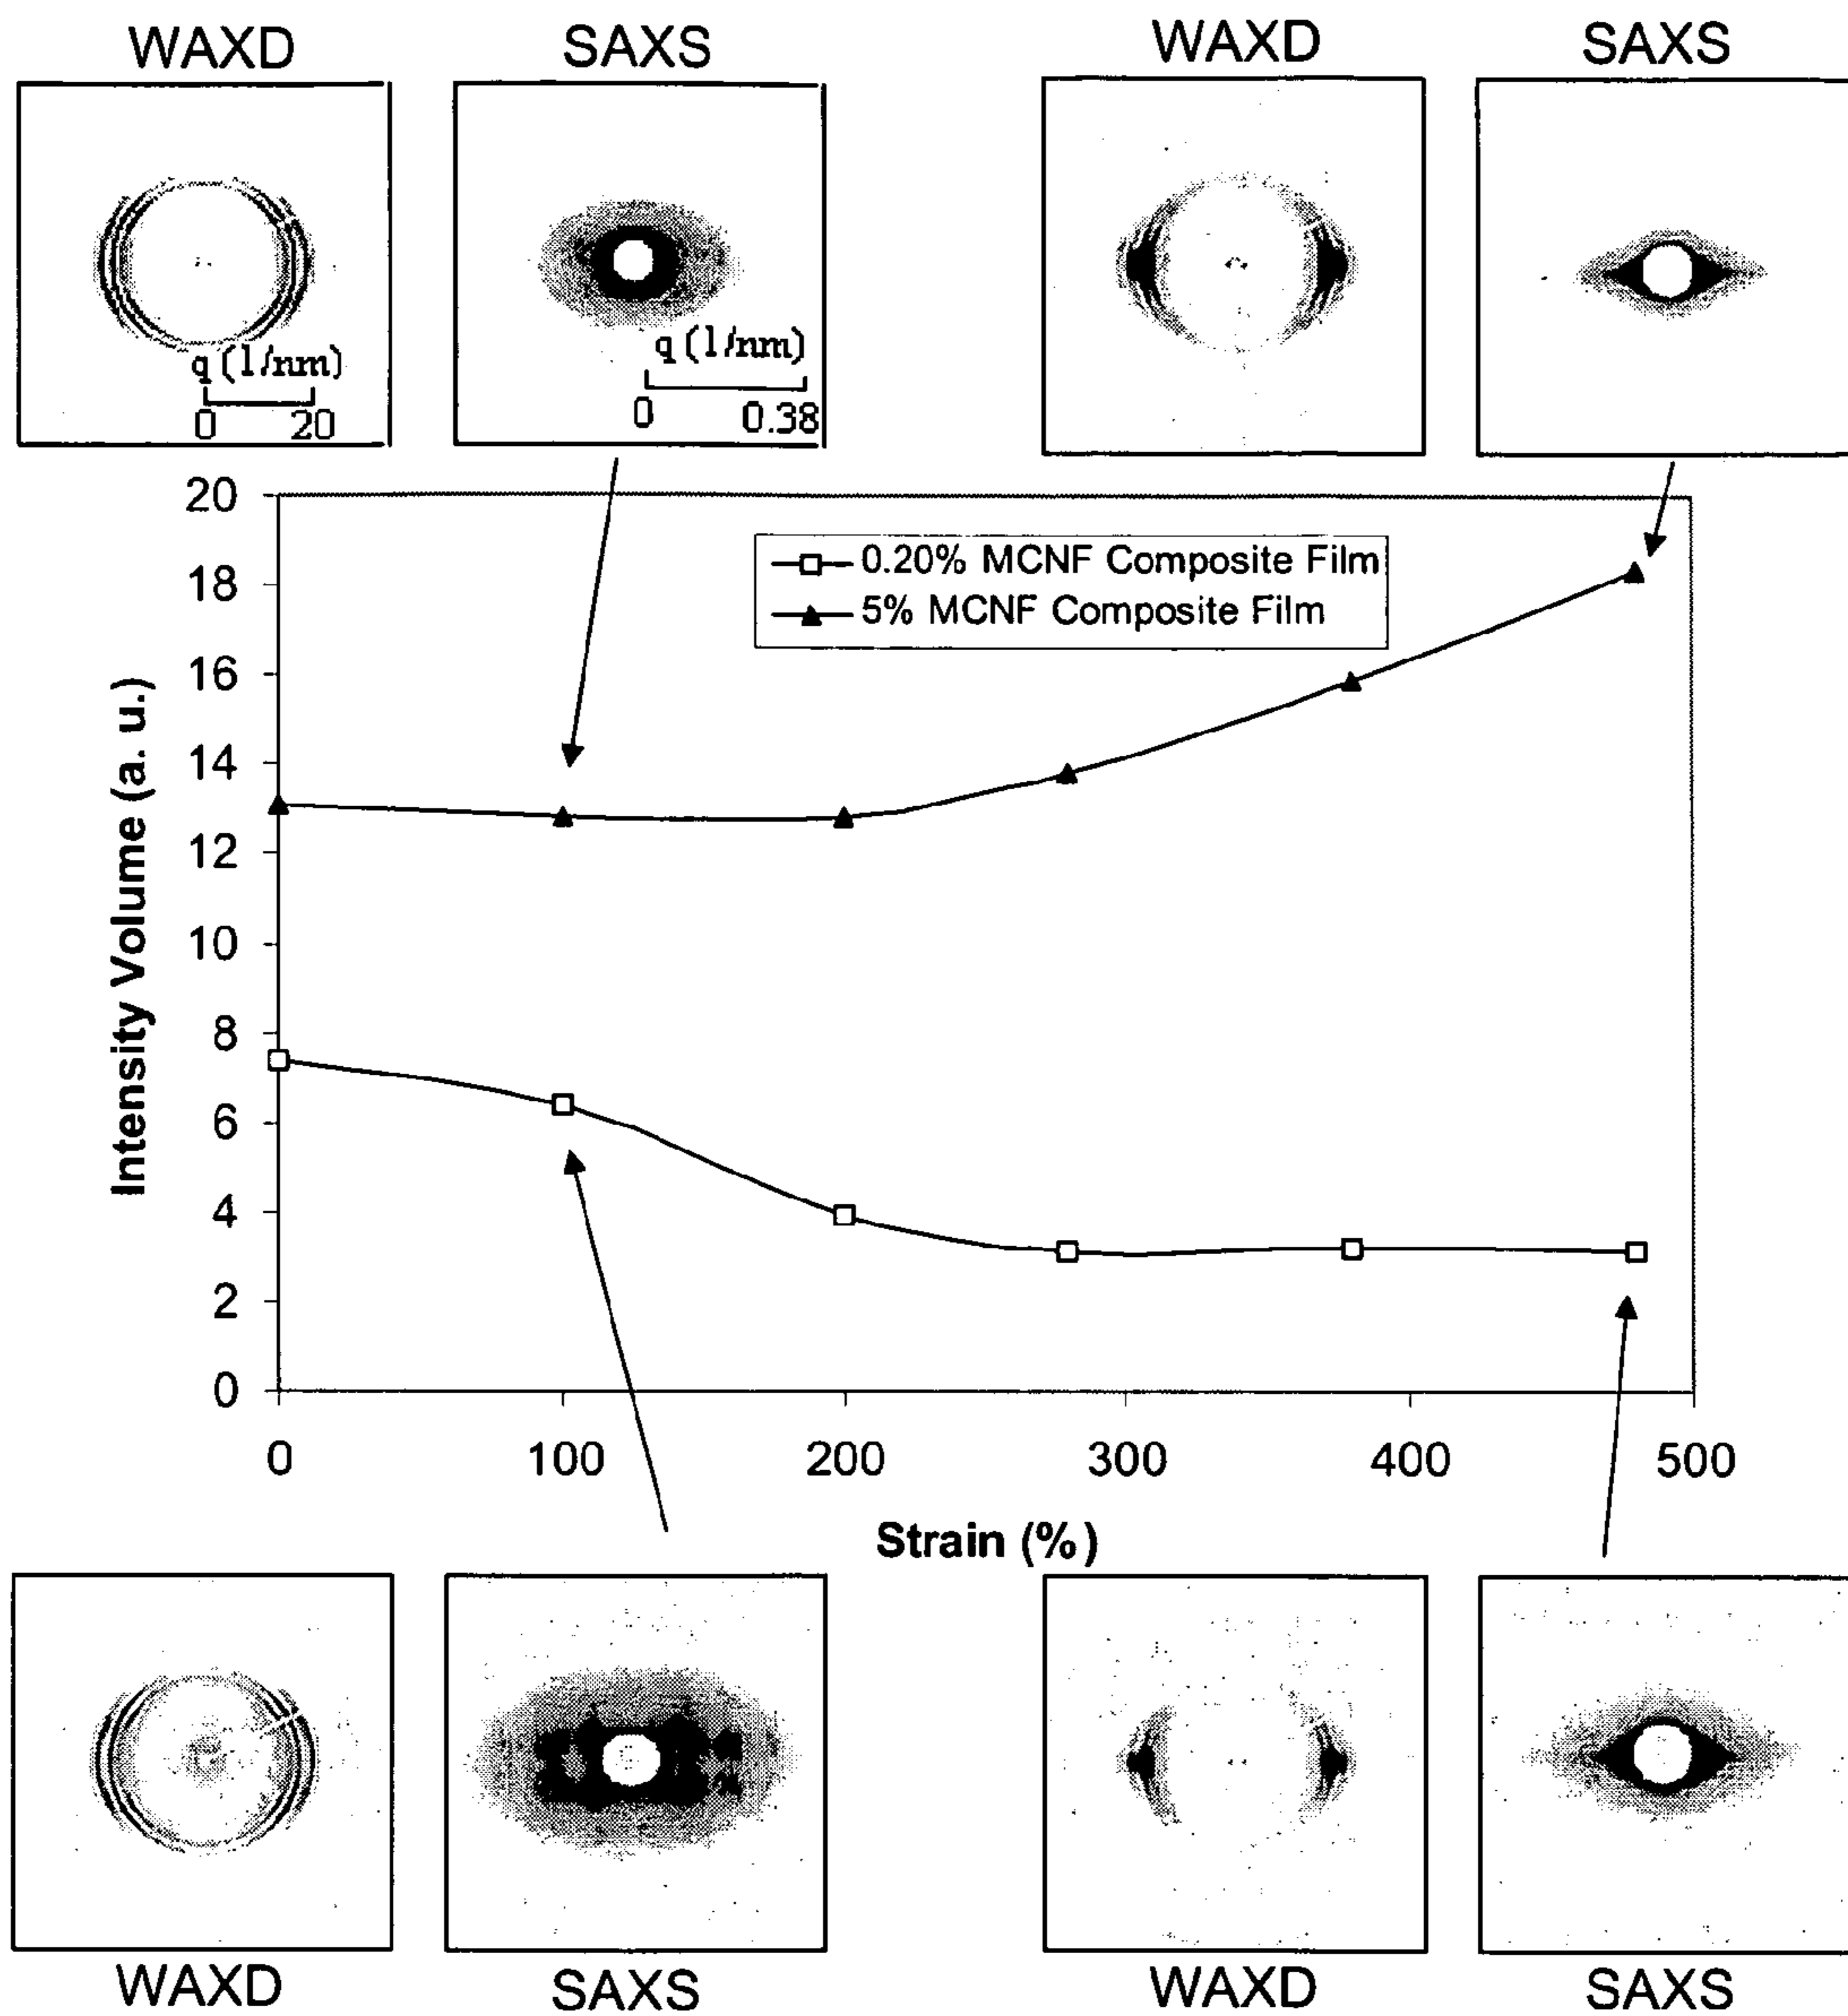 WAXD
SAXS
WAXD
SAXS
q (1/nm)
0 20
q (1/nm)
0 0.38
20
18
16
14
12
10
8
6
4
2
0
Intensity Volume (a. u.)
0.20% MCNF Composite Film
5% MCNF Composite Film
0 100 200 300 400 500
Strain (%)
WAXD
SAXS
WAXD
SAXS